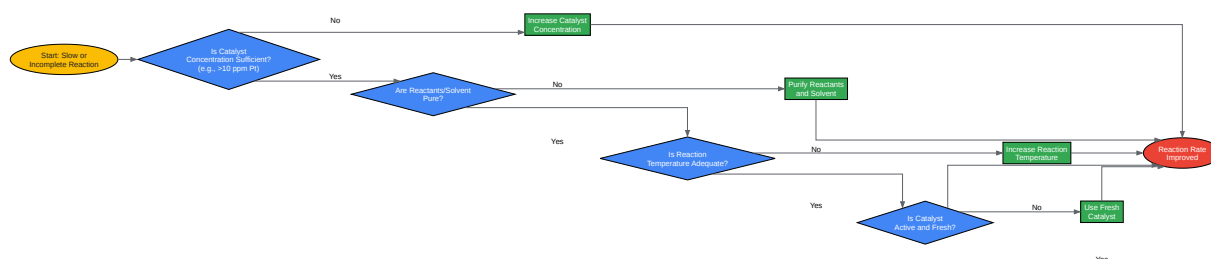 No
Increase Catalyst
Concentration
Start: Slow or
Incomplete Reaction
Is Catalyst
Concentration Sufficient?
(e.g., >10 ppm Pt)
Yes
Are Reactants/Solvent
Pure?
No
Purify Reactants
and Solvent
Yes
Is Reaction
Temperature Adequate?
No
Increase Reaction
Temperature
Reaction Rate
Improved
Yes
Is Catalyst
Active and Fresh?
No
Use Fresh
Catalyst